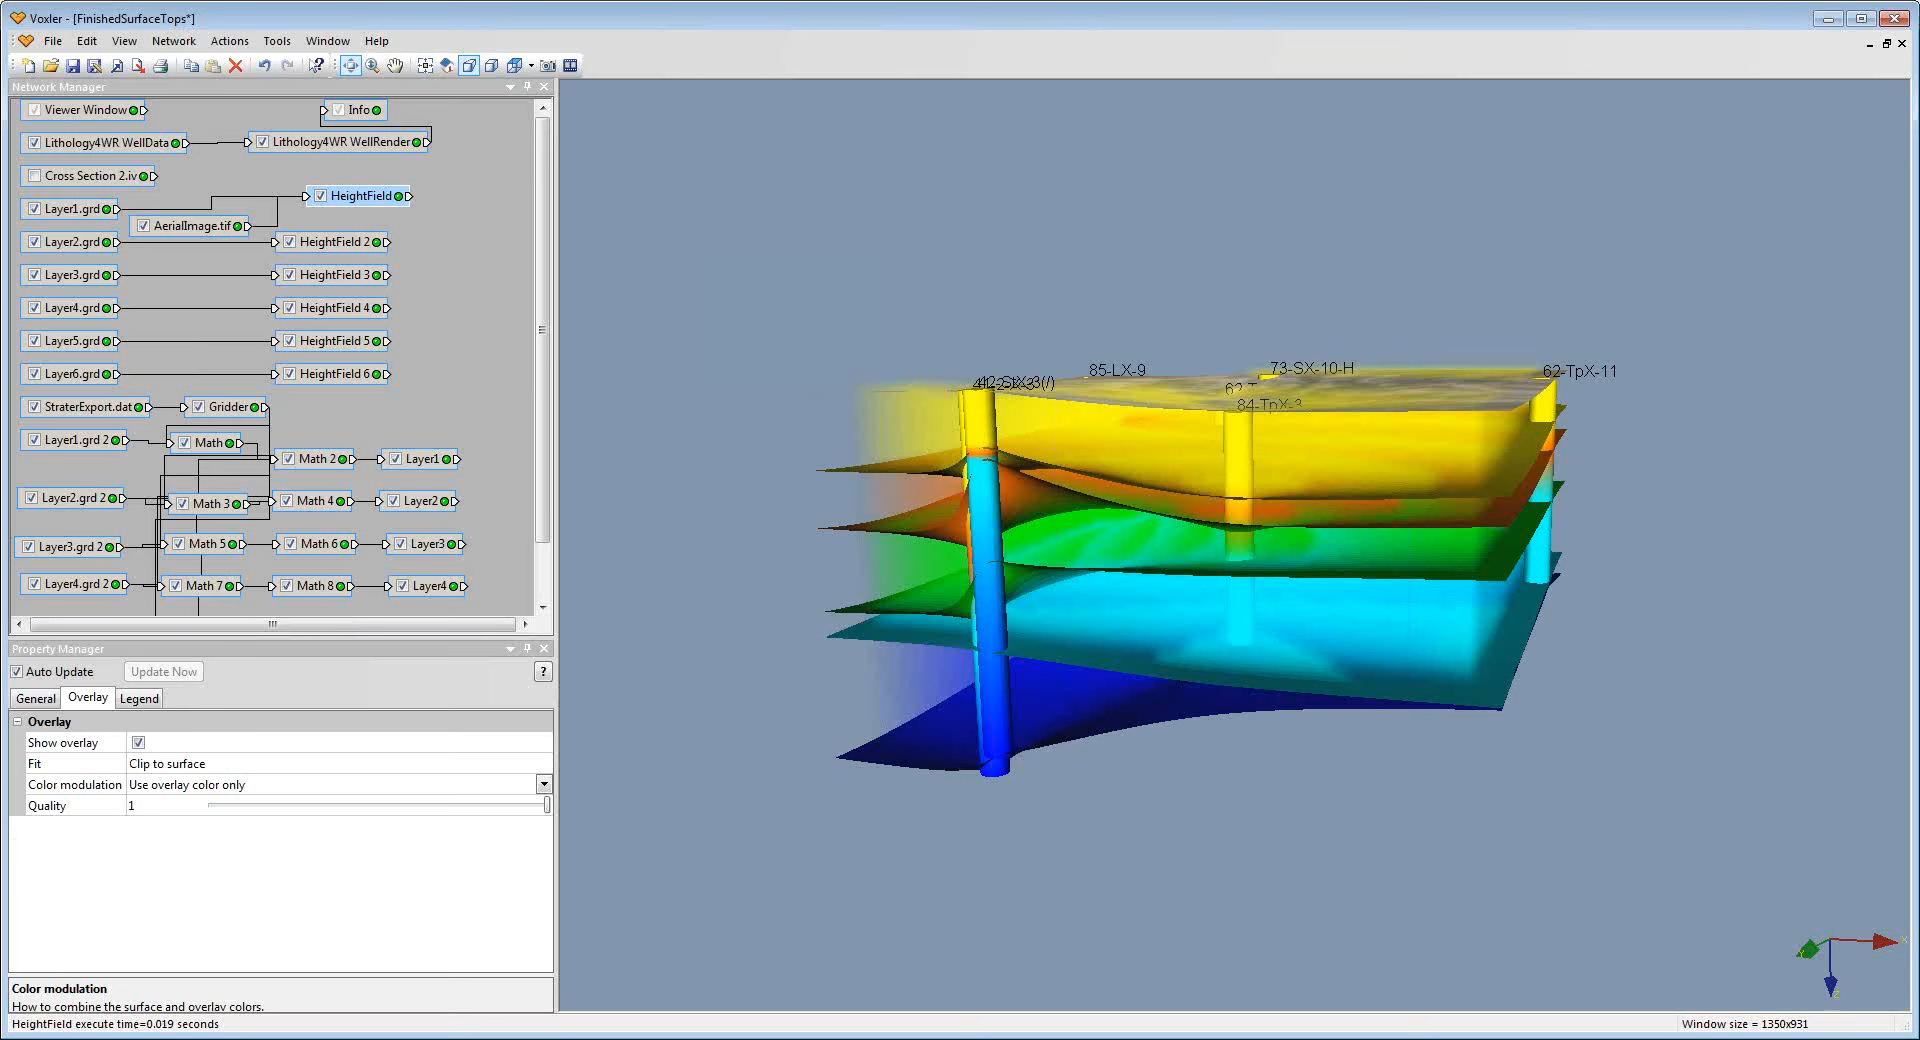 Voxler - [FinishedSurfaceTops*]
File Edit View Network Actions Tools Window Help
Network Manager
Viewer Window
Info
Lithology4WR WellData
Lithology4WR WellRender
Cross Section 2.iv
HeightField
Layer1.grd
AerialImage.tif
Layer2.grd
HeightField 2
Layer3.grd
HeightField 3
Layer4.grd
HeightField 4
Layer5.grd
HeightField 5
Layer6.grd
HeightField 6
StraterExport.dat
Gridder
Layer1.grd 2
Math
Math 2
Layer1
Layer2.grd 2
Math 3
Math 4
Layer2
Layer3.grd 2
Math 5
Math 6
Layer3
Layer4.grd 2
Math 7
Math 8
Layer4
Property Manager
Auto Update
Update Now
?
General Overlay Legend
Overlay
Show overlay
Fit Clip to surface
Color modulation Use overlay color only
Quality 1
Color modulation
How to combine the surface and overlay colors.
HeightField execute time=0.019 seconds
Window size = 1350x931
85-LX-9
73-SX-10-H
62-TpX-11
84-TpX-3
X
Z